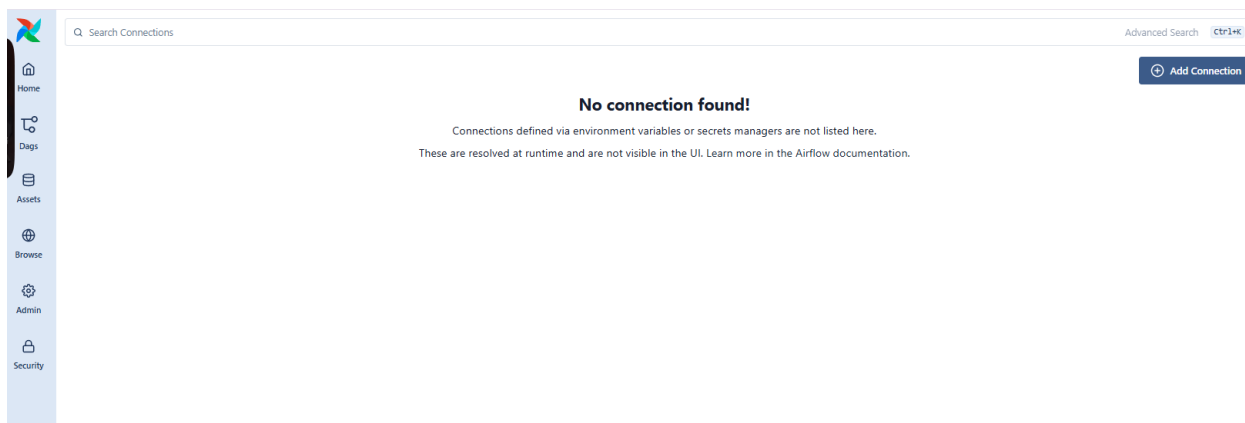 Search Connections
Advanced Search Ctrl+K
Home
Add Connection
No connection found!
Connections defined via environment variables or secrets managers are not listed here.
These are resolved at runtime and are not visible in the UI. Learn more in the Airflow documentation.
Dags
Assets
Browse
Admin
Security